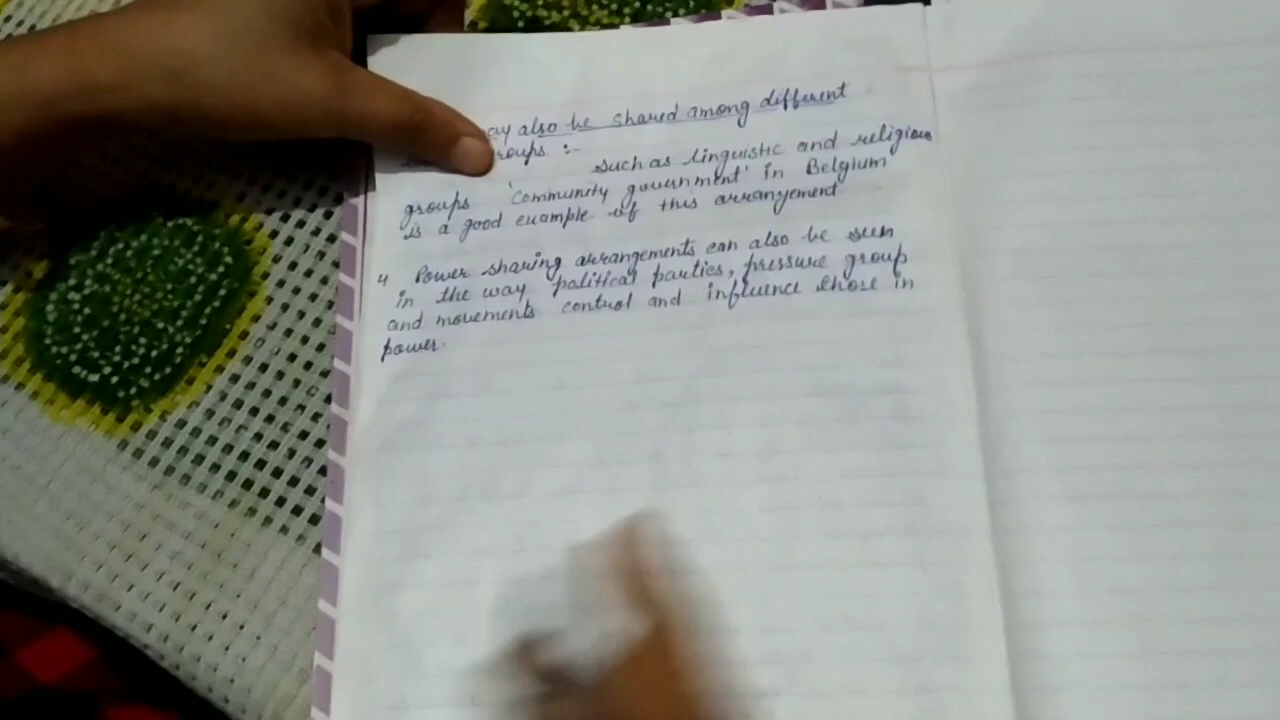 ay also be shared among different
roups :-
such as linguistic and religious
groups 'community government' in Belgium
is a good example of this arrangement
4 Power sharing arrangements can also be seen
in the way political parties, pressure group
and movements control and influence those in
power.